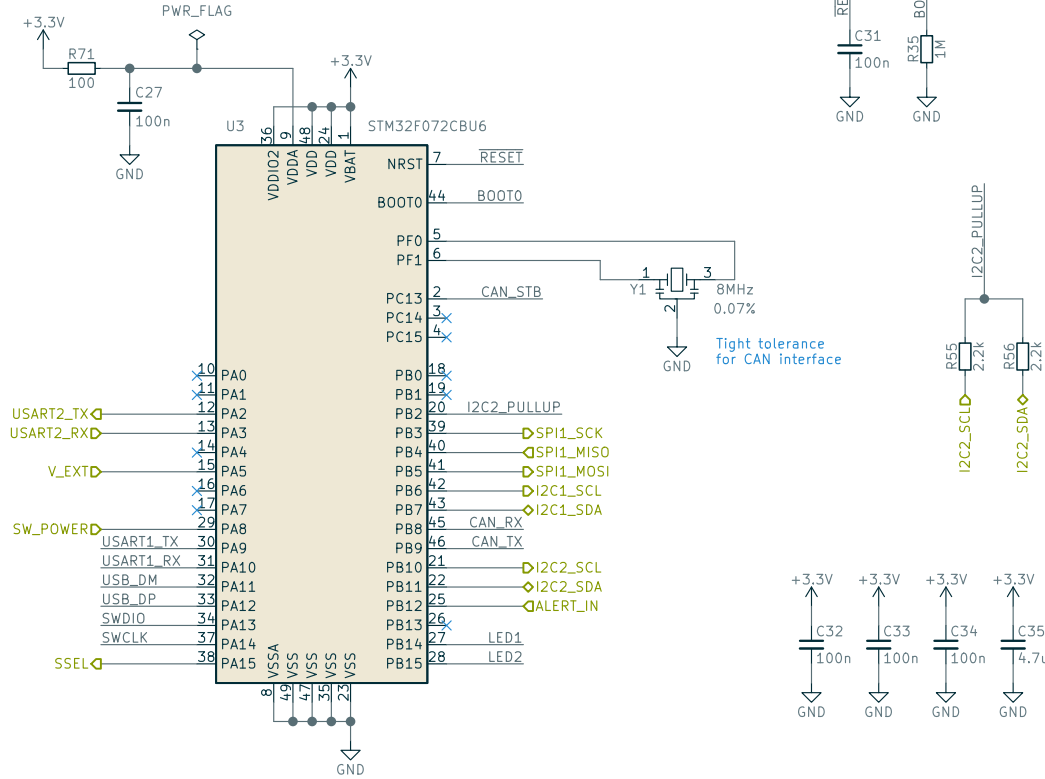 PWR_FLAG
+3.3V
R71
100
C27
100n
GND
+3.3V
U3
STM32F072CBU6
36
9
48
24
1
VDDIO2
VDDA
VDD
VDD
VBAT
NRST 7 RESET
BOOT0 44 BOOT0
PF0 5
PF1 6
PC13 2 CAN_STB
PC14 3
PC15 4
PB0 18
PB1 19
PB2 20 I2C2_PULLUP
PB3 39 SPI1_SCK
PB4 40 SPI1_MISO
PB5 41 SPI1_MOSI
PB6 42 I2C1_SCL
PB7 43 I2C1_SDA
PB8 45 CAN_RX
PB9 46 CAN_TX
PB10 21 I2C2_SCL
PB11 22 I2C2_SDA
PB12 25 ALERT_IN
PB13 26
PB14 27 LED1
PB15 28 LED2
10 PA0
11 PA1
USART2_TX 12 PA2
USART2_RX 13 PA3
14 PA4
V_EXT 15 PA5
16 PA6
17 PA7
SW_POWER 29 PA8
USART1_TX 30 PA9
USART1_RX 31 PA10
USB_DM 32 PA11
USB_DP 33 PA12
SWDIO 34 PA13
SWCLK 37 PA14
SSEL 38 PA15
VSSA
VSS
VSS
VSS
VSS
8
49
47
35
23
GND
Y1
1
3
2
8MHz
0.07%
GND
Tight tolerance
for CAN interface
RE
C31
100n
GND
BO
R35
1M
GND
I2C2_PULLUP
R55
2.2k
R56
2.2k
I2C2_SCL
I2C2_SDA
+3.3V
C32
100n
GND
+3.3V
C33
100n
GND
+3.3V
C34
100n
GND
+3.3V
C35
4.7u
GND